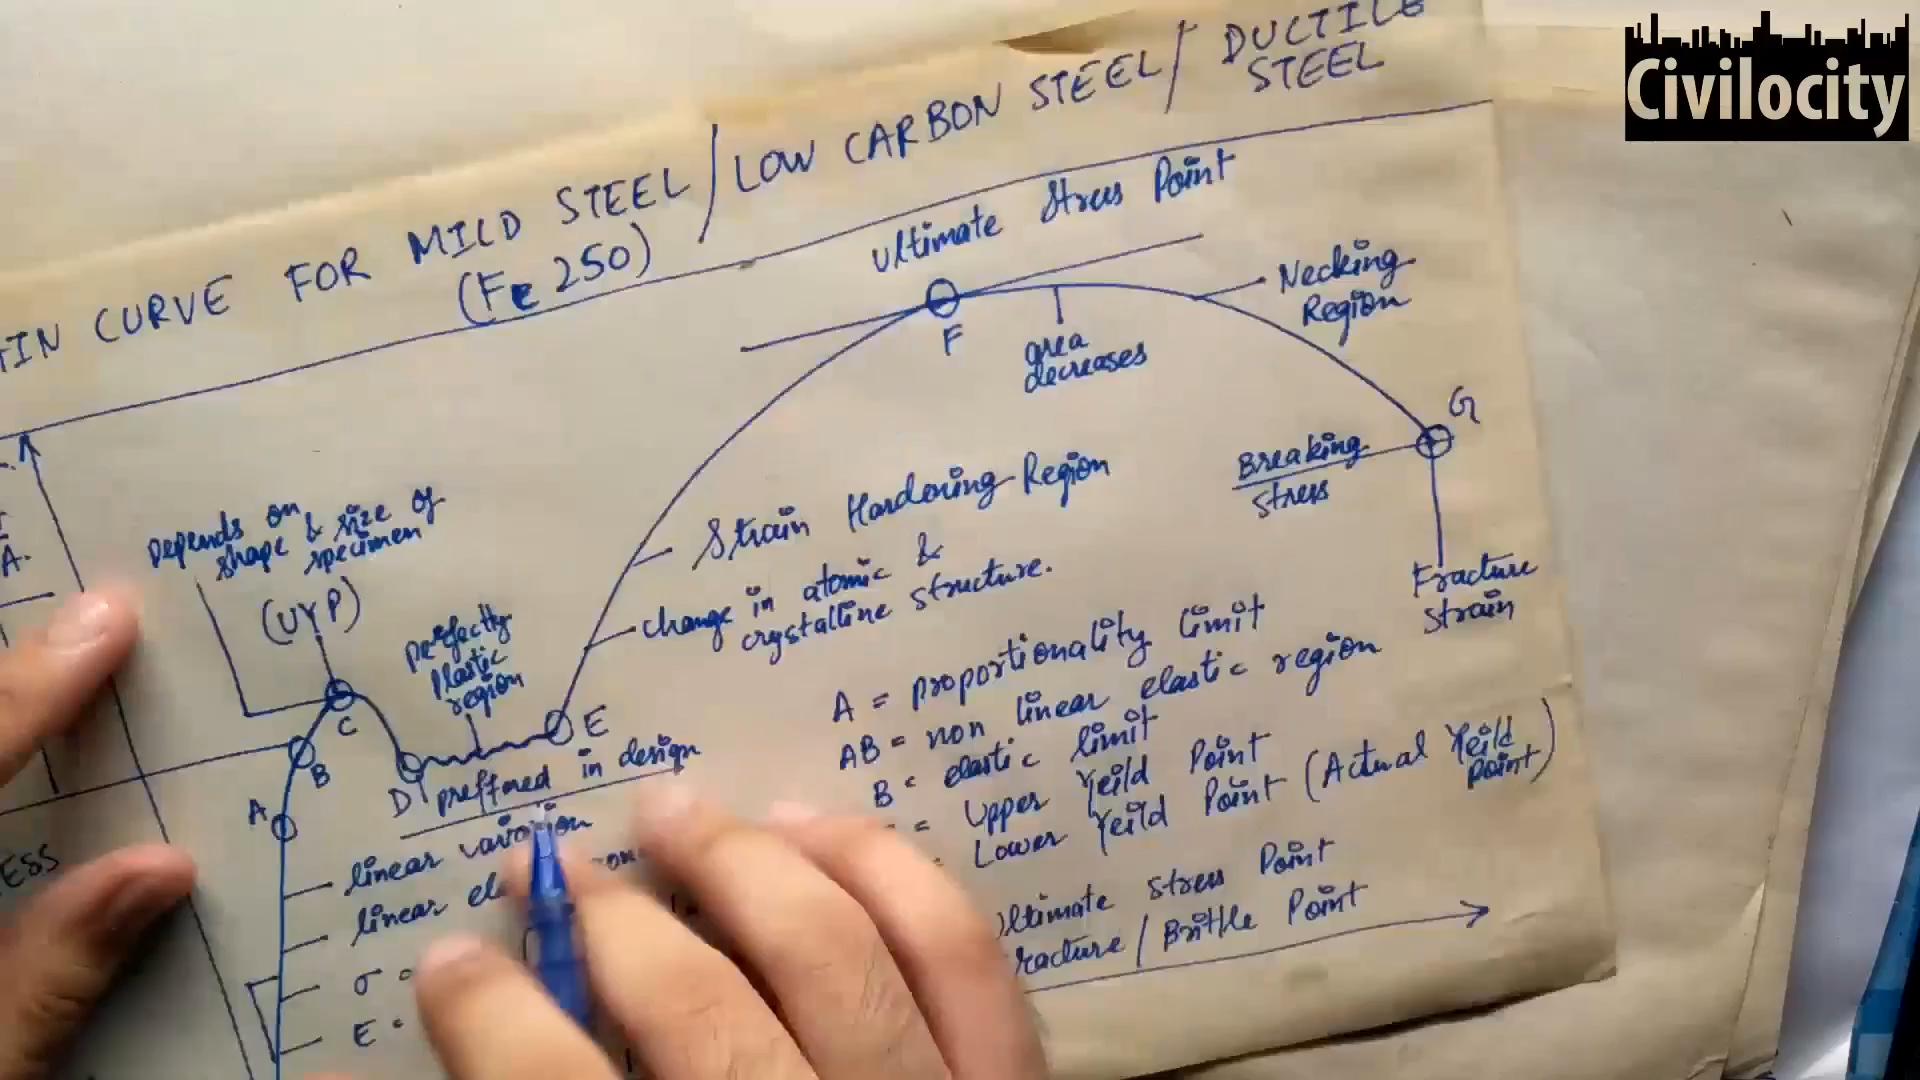 Civilocity
CURVE FOR MILD STEEL / LOW CARBON STEEL / DUCTILE
STEEL
(Fe 250)
Ultimate Stress Point
F
area
decreases
Necking
Region
G
Breaking
stress
Fracture
strain
Depends on
shape & size of
specimen
(UYP)
C
perfectly
plastic
region
Strain Hardening Region
change in atomic &
crystalline structure.
E
B
A
D
preffered in design
linear variation
linear
σ
E =
A = proportionality limit
AB = non linear elastic region
B = elastic limit
= Upper Yeild Point
Lower Yeild Point (Actual Yeild
Point)
Stress Point
/ Brittle Point